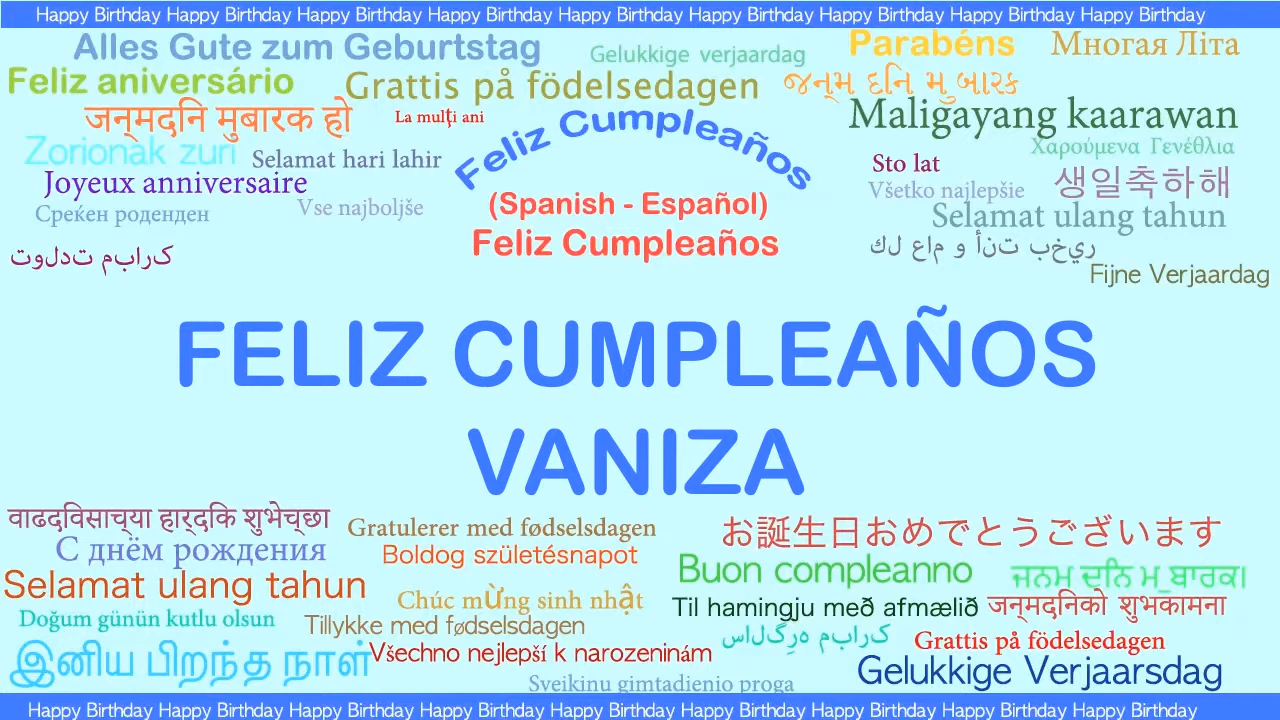 Happy Birthday Happy Birthday Happy Birthday Happy Birthday Happy Birthday Happy Birthday Happy Birthday Happy Birthday Happy Birthday
Alles Gute zum Geburtstag
Gelukkige verjaardag
Parabéns
Многая Літа
Feliz aniversário
Grattis på födelsedagen
જન્મ દિન મુબારક
जन्मदिन मुबारक हो
La mulţi ani
Feliz Cumpleaños
Maligayang kaarawan
Zorionak zuri
Selamat hari lahir
Sto lat
Χαρούμενα Γενέθλια
Joyeux anniversaire
(Spanish - Español)
Všetko najlepšie
생일축하해
Среќен роденден
Vse najboljše
Selamat ulang tahun
Feliz Cumpleaños
تولدت مبارک
كل عام و أنت بخير
Fijne Verjaardag
FELIZ CUMPLEAÑOS
VANIZA
वाढदिवसाच्या हार्दिक शुभेच्छा
Gratulerer med fødselsdagen
お誕生日おめでとうございます
С днём рождения
Boldog születésnapot
Buon compleanno
ਜਨਮ ਦਿਨ ਮੁਬਾਰਕ।
Selamat ulang tahun
Chúc mừng sinh nhật
Til hamingju með afmælið
जन्मदिनको शुभकामना
Doğum günün kutlu olsun
Tillykke med fødselsdagen
سالگرہ مبارک
Grattis på födelsedagen
இனிய பிறந்த நாள்
Všechno nejlepší k narozeninám
Gelukkige Verjaarsdag
Sveikinu gimtadienio proga
Happy Birthday Happy Birthday Happy Birthday Happy Birthday Happy Birthday Happy Birthday Happy Birthday Happy Birthday Happy Birthday